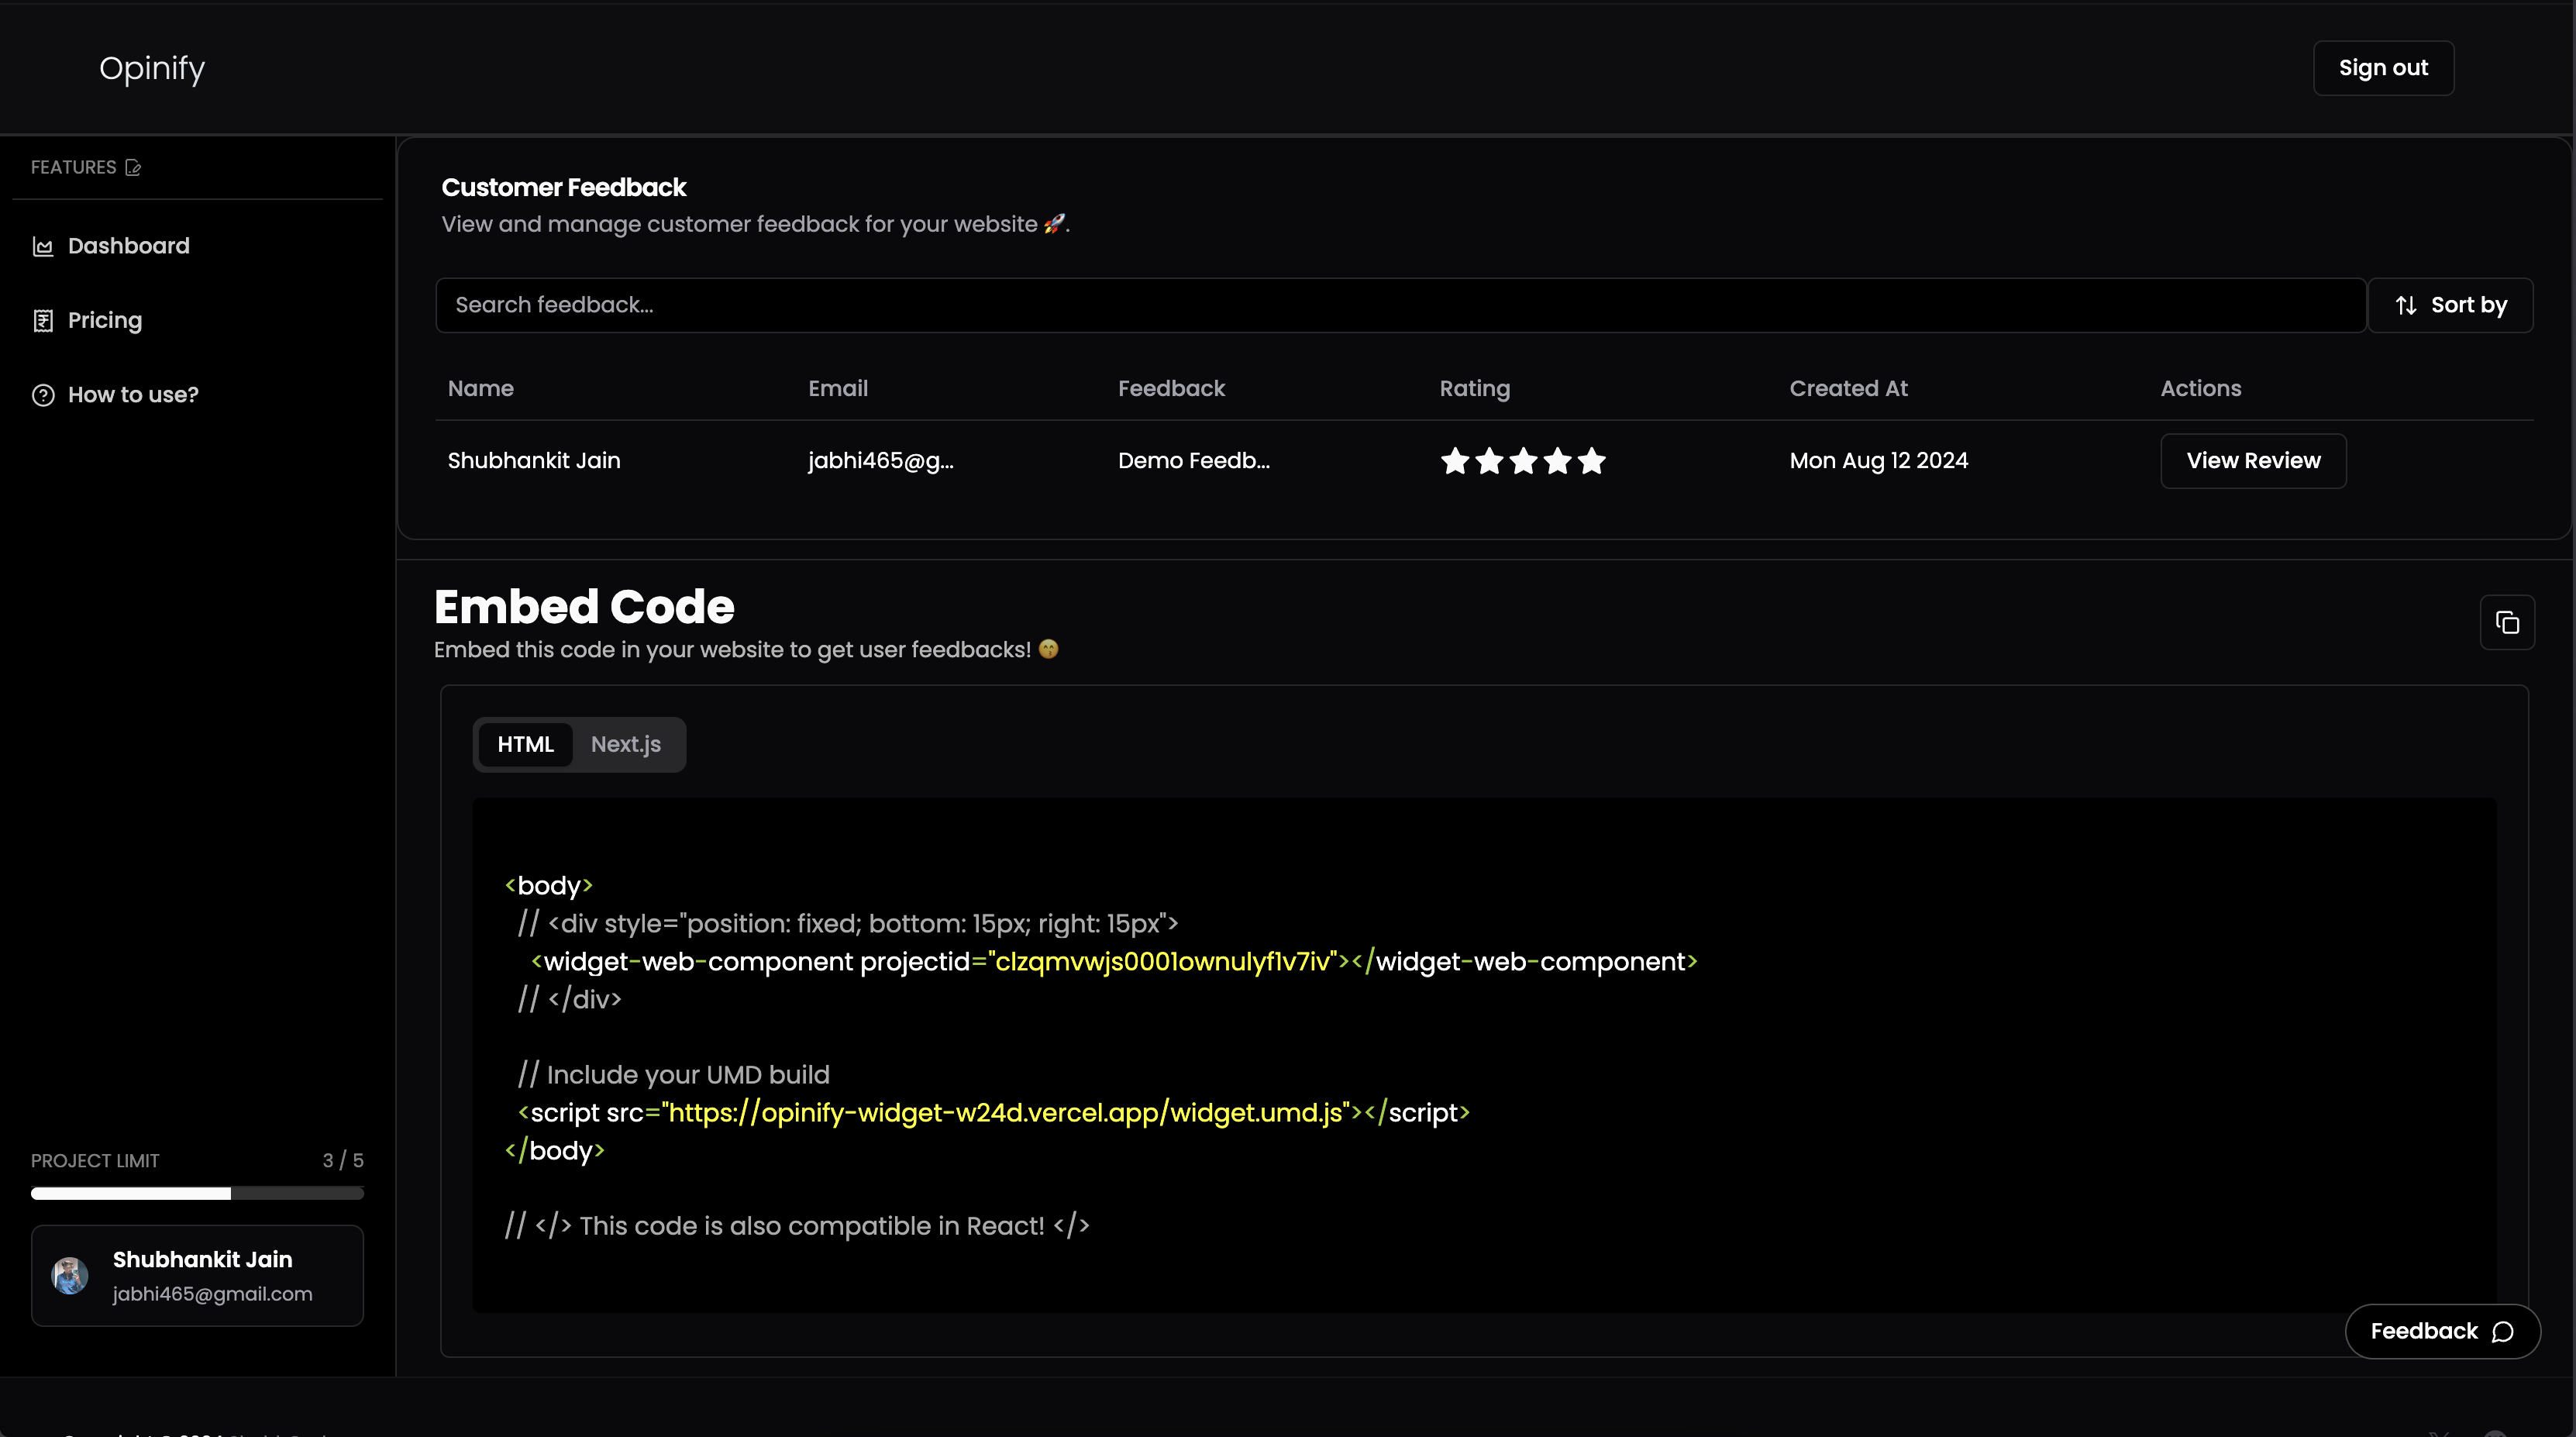 Opinify
Sign out
FEATURES
Dashboard
Pricing
How to use?
PROJECT LIMIT 3 / 5
Shubhankit Jain
jabhi465@gmail.com
Customer Feedback
View and manage customer feedback for your website 🚀.
Search feedback...
Sort by
Name Email Feedback Rating Created At Actions
Shubhankit Jain jabhi465@g... Demo Feedb... Mon Aug 12 2024 View Review
Embed Code
Embed this code in your website to get user feedbacks! 😙
HTML Next.js
<body>
// <div style="position: fixed; bottom: 15px; right: 15px">
<widget-web-component projectid="clzqmvwjs0001ownulyf1v7iv"></widget-web-component>
// </div>
// Include your UMD build
<script src="https://opinify-widget-w24d.vercel.app/widget.umd.js"></script>
</body>
// </> This code is also compatible in React! </>
Feedback